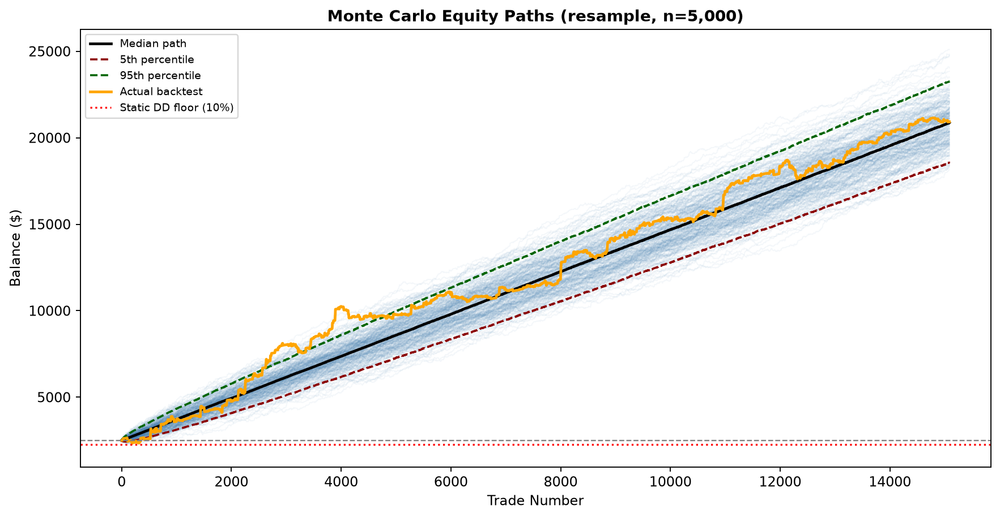 Monte Carlo Equity Paths (resample, n=5,000)
Median path
5th percentile
95th percentile
Actual backtest
Static DD floor (10%)
Balance ($)
25000
20000
15000
10000
5000
0 2000 4000 6000 8000 10000 12000 14000
Trade Number